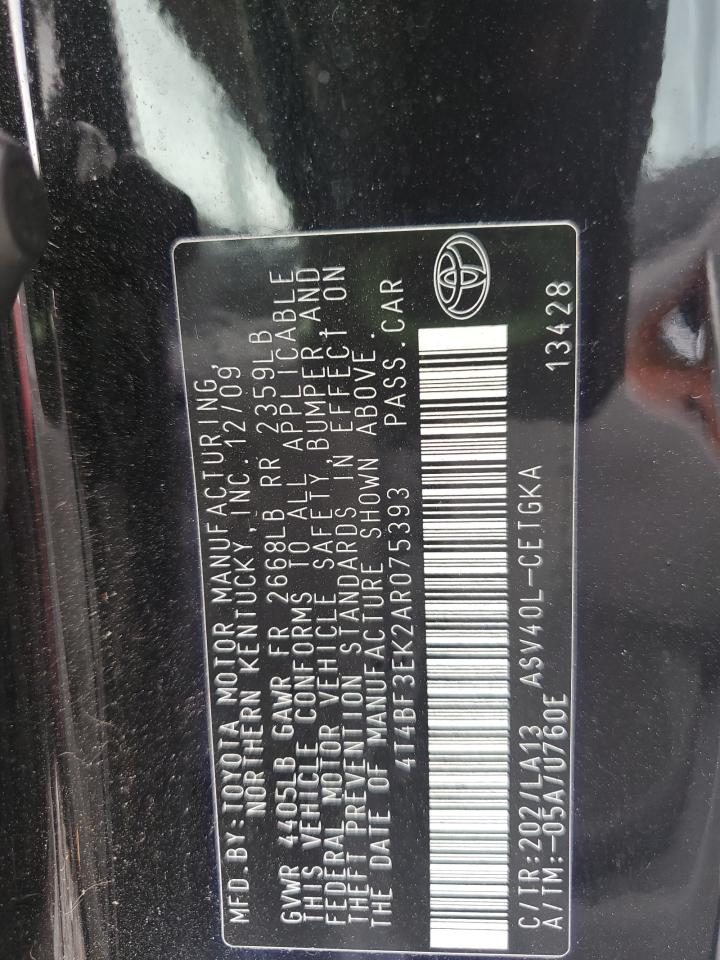 MFD.BY:TOYOTA MOTOR MANUFACTURING,
NORTHERN KENTUCKY,INC.12/09
GVWR 4405LB GAWR FR 2668LB RR 2359LB
THIS VEHICLE CONFORMS TO ALL APPLICABLE
FEDERAL MOTOR VEHICLE SAFETY,BUMPER,AND
THEFT PREVENTION STANDARDS IN EFFECT ON
THE DATE OF MANUFACTURE SHOWN ABOVE.
4T4BF3EK2AR075393 PASS.CAR
C/TR:202/LA13 ASV40L-CETGKA
A/TM:-05A/U760E 13428